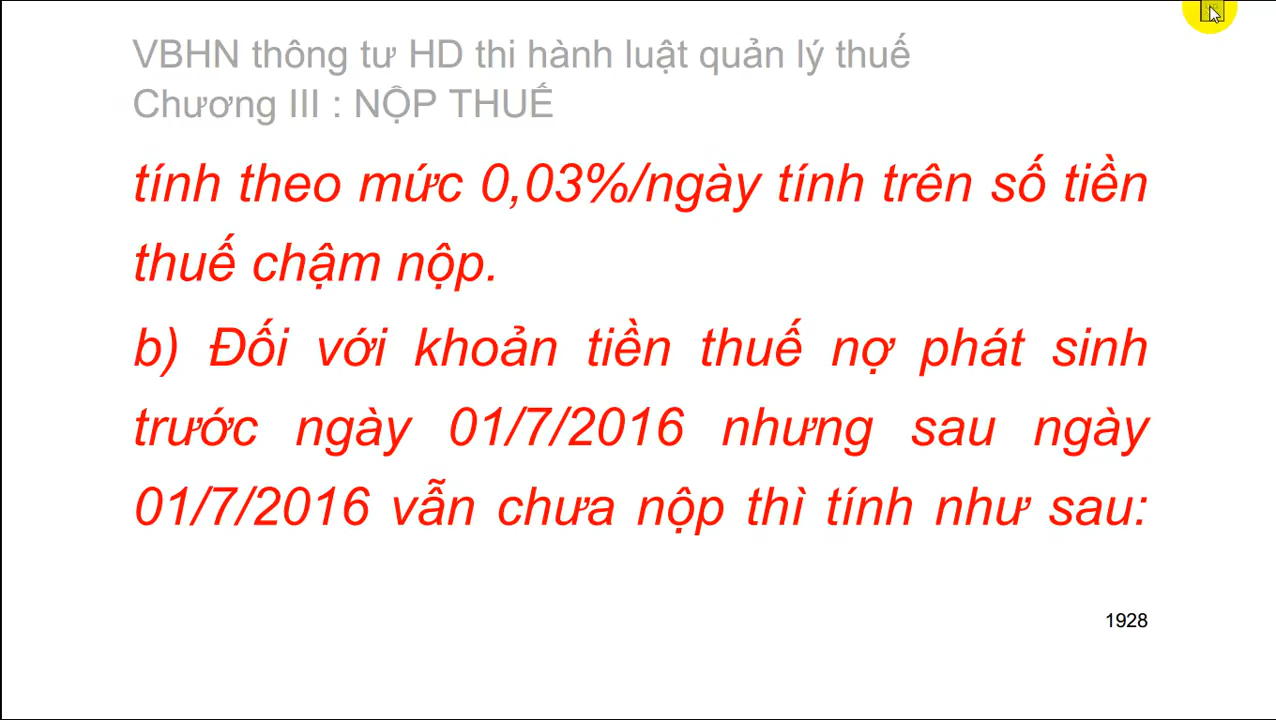 VBHN thông tư HD thi hành luật quản lý thuế
Chương III : NỘP THUẾ
tính theo mức 0,03%/ngày tính trên số tiền
thuế chậm nộp.
b) Đối với khoản tiền thuế nợ phát sinh
trước ngày 01/7/2016 nhưng sau ngày
01/7/2016 vẫn chưa nộp thì tính như sau:
1928